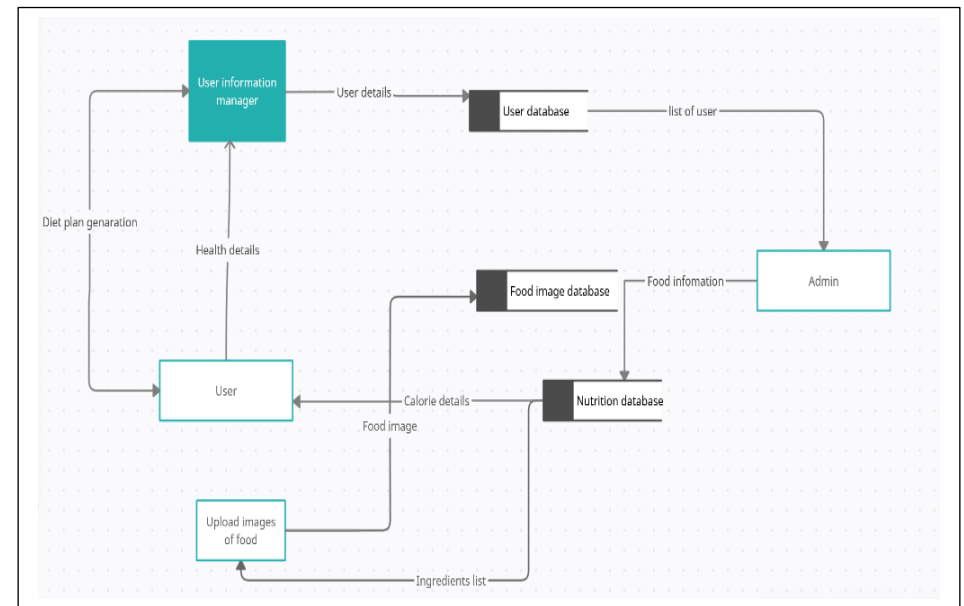 User information
manager
User details
User database
list of user
Diet plan genaration
Health details
Food image database
Food infomation
Admin
User
Calorie details
Nutrition database
Food image
Upload images
of food
Ingredients list